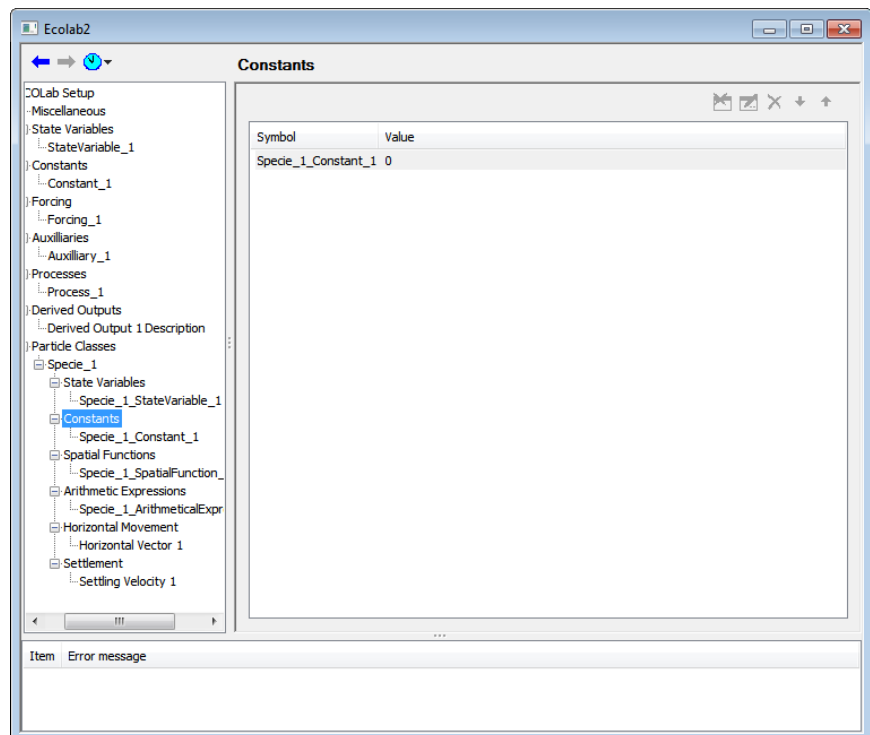 Ecolab2
Constants
COLab Setup
Miscellaneous
State Variables
StateVariable_1
Constants
Constant_1
Forcing
Forcing_1
Auxilliaries
Auxilliary_1
Processes
Process_1
Derived Outputs
Derived Output 1 Description
Particle Classes
Specie_1
State Variables
Specie_1_StateVariable_1
Constants
Specie_1_Constant_1
Spatial Functions
Specie_1_SpatialFunction_
Arithmetic Expressions
Specie_1_ArithmeticalExpr
Horizontal Movement
Horizontal Vector 1
Settlement
Settling Velocity 1
Symbol Value
Specie_1_Constant_1 0
Item Error message